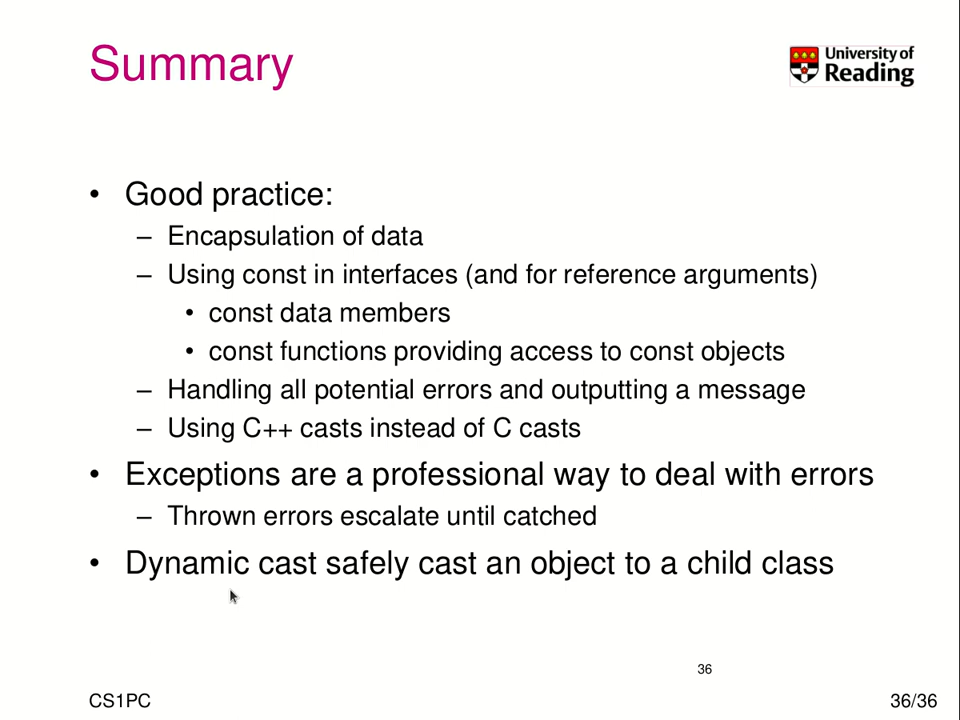 Summary
University of
Reading
• Good practice:
– Encapsulation of data
– Using const in interfaces (and for reference arguments)
• const data members
• const functions providing access to const objects
– Handling all potential errors and outputting a message
– Using C++ casts instead of C casts
• Exceptions are a professional way to deal with errors
– Thrown errors escalate until catched
• Dynamic cast safely cast an object to a child class
36
CS1PC
36/36